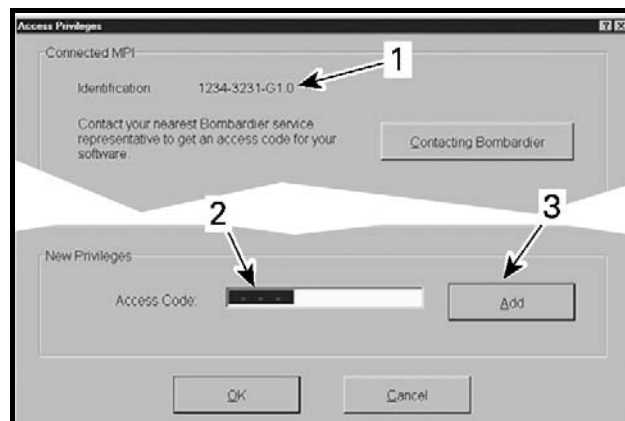 Access Privileges
Connected MPI
1
Identification 1234-3231-G1.0
Contact your nearest Bombardier service
representative to get an access code for your
software.
Contacting Bombardier
2
3
New Privileges
Access Code:
- - -
Add
OK
Cancel